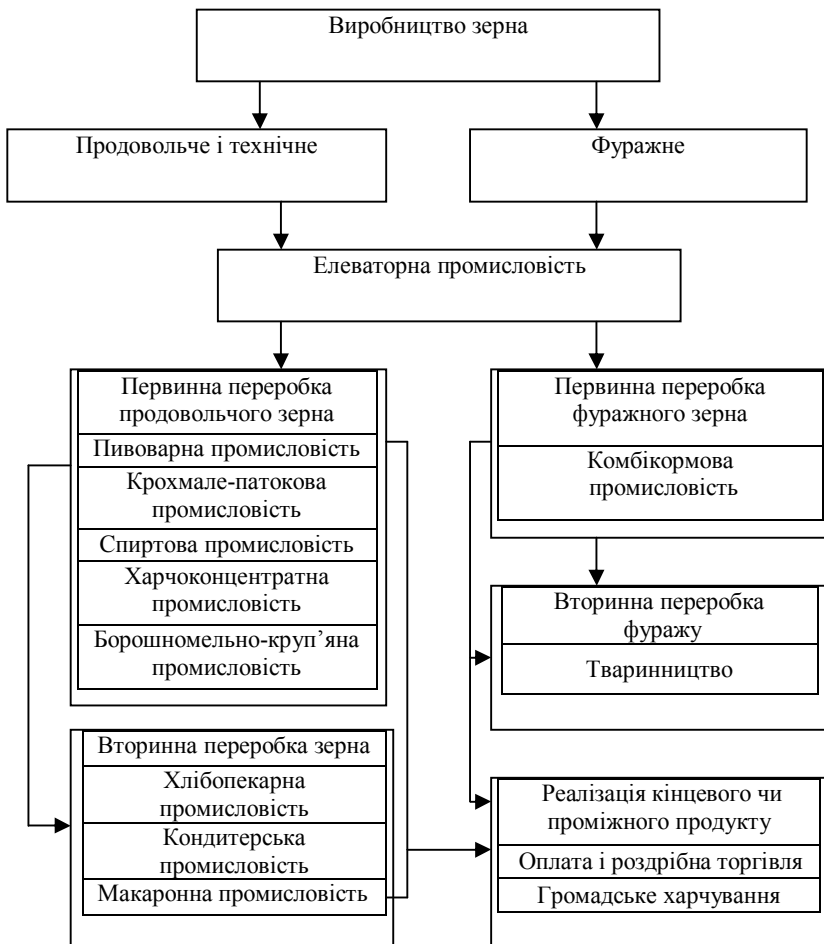 Виробництво зерна
Продовольче і технічне
Фуражне
Елеваторна промисловість
Первинна переробка
продовольчого зерна
Пивоварна промисловість
Крохмале-патокова
промисловість
Спиртова промисловість
Харчоконцентратна
промисловість
Борошномельно-круп’яна
промисловість
Первинна переробка
фуражного зерна
Комбікормова
промисловість
Вторинна переробка
фуражу
Тваринництво
Вторинна переробка зерна
Хлібопекарна
промисловість
Кондитерська
промисловість
Макаронна промисловість
Реалізація кінцевого чи
проміжного продукту
Оплата і роздрібна торгівля
Громадське харчування